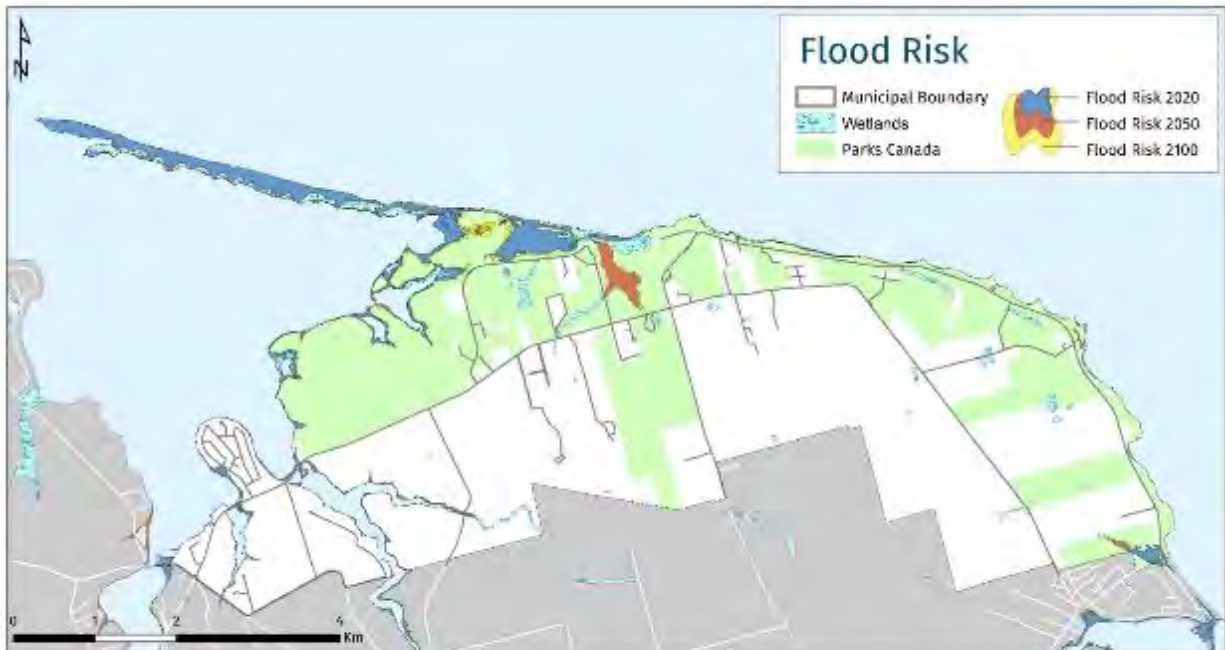 Flood Risk
Municipal Boundary
Wetlands
Parks Canada
Flood Risk 2020
Flood Risk 2050
Flood Risk 2100
N
0 1 2 4
Km